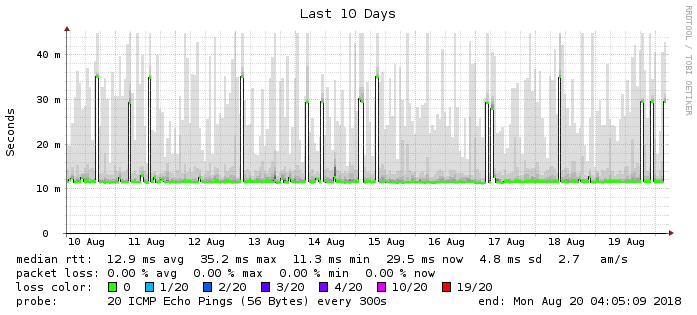 Last 10 Days
RRDTOOL / TOBI OETIKER
Seconds
40 m
30 m
20 m
10 m
0
10 Aug 11 Aug 12 Aug 13 Aug 14 Aug 15 Aug 16 Aug 17 Aug 18 Aug 19 Aug
median rtt: 12.9 ms avg 35.2 ms max 11.3 ms min 29.5 ms now 4.8 ms sd 2.7 am/s
packet loss: 0.00 % avg 0.00 % max 0.00 % min 0.00 % now
loss color: 0 1/20 2/20 3/20 4/20 10/20 19/20
probe: 20 ICMP Echo Pings (56 Bytes) every 300s end: Mon Aug 20 04:05:09 2018